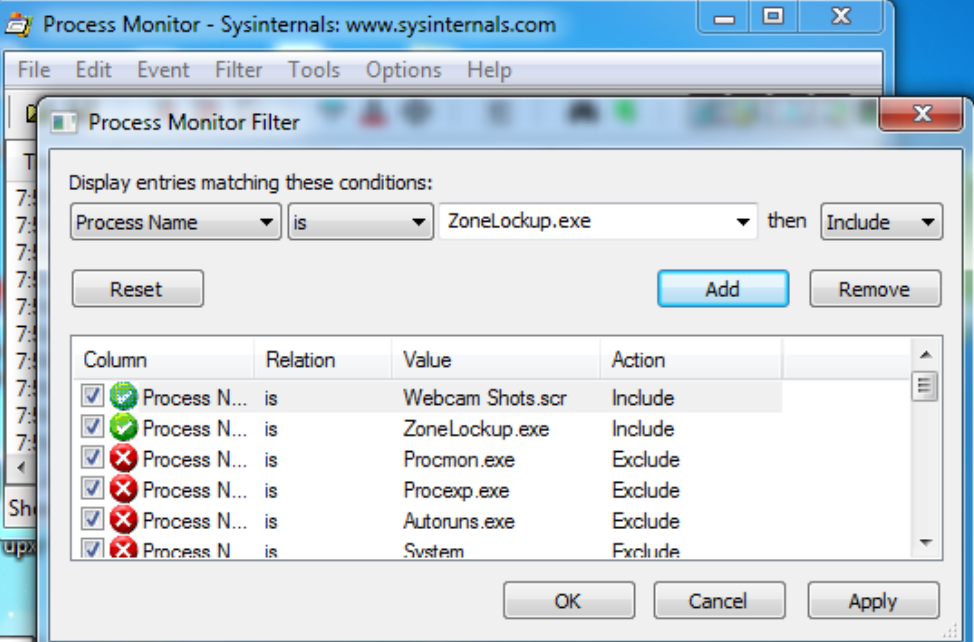 Process Monitor - Sysinternals: www.sysinternals.com
File Edit Event Filter Tools Options Help
Process Monitor Filter
Display entries matching these conditions:
Process Name is ZoneLockup.exe then Include
Reset Add Remove
Column Relation Value Action
Process N... is Webcam Shots.scr Include
Process N... is ZoneLockup.exe Include
Process N... is Procmon.exe Exclude
Process N... is Procexp.exe Exclude
Process N... is Autoruns.exe Exclude
Process N is System Exclude
OK Cancel Apply
upx